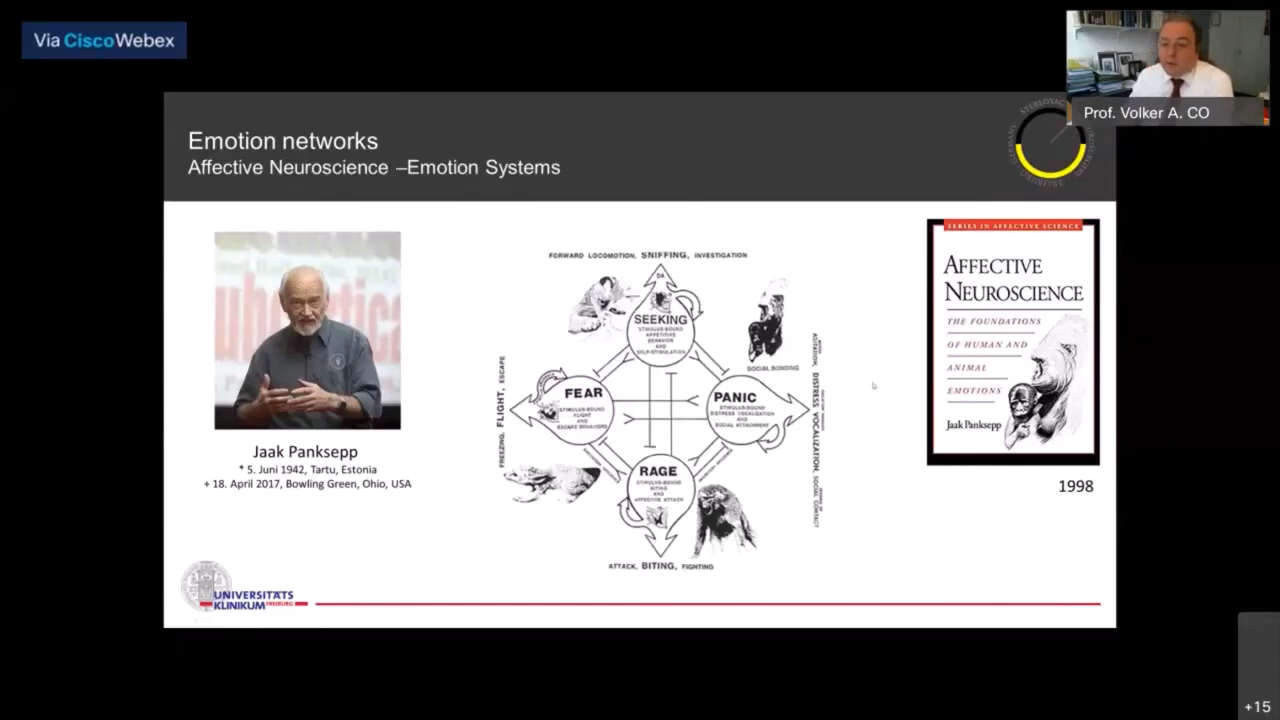 Via CiscoWebex
Prof. Volker A. CO
Emotion networks
Affective Neuroscience –Emotion Systems
Jaak Panksepp
* 5. Juni 1942, Tartu, Estonia
+ 18. April 2017, Bowling Green, Ohio, USA
FORWARD LOCOMOTION, SNIFFING, INVESTIGATION
DA
SEEKING
STIMULUS-BOUND
APPETITIVE
BEHAVIOR
AND
SELF-STIMULATION
SOCIAL BONDING
FREEZING, FLIGHT, ESCAPE
FEAR
STIMULUS-BOUND
FLIGHT
AND
ESCAPE BEHAVIORS
PANIC
STIMULUS-BOUND
DISTRESS VOCALIZATION
AND
SOCIAL ATTACHMENT
AGITATION, DISTRESS VOCALIZATION, SOCIAL CONTACT
RAGE
STIMULUS-BOUND
BITING
AND
AFFECTIVE ATTACK
ATTACK, BITING, FIGHTING
SERIES IN AFFECTIVE SCIENCE
AFFECTIVE
NEUROSCIENCE
THE FOUNDATIONS
OF HUMAN AND
ANIMAL
EMOTIONS
Jaak Panksepp
1998
UNIVERSITÄTS
KLINIKUM FREIBURG
+15